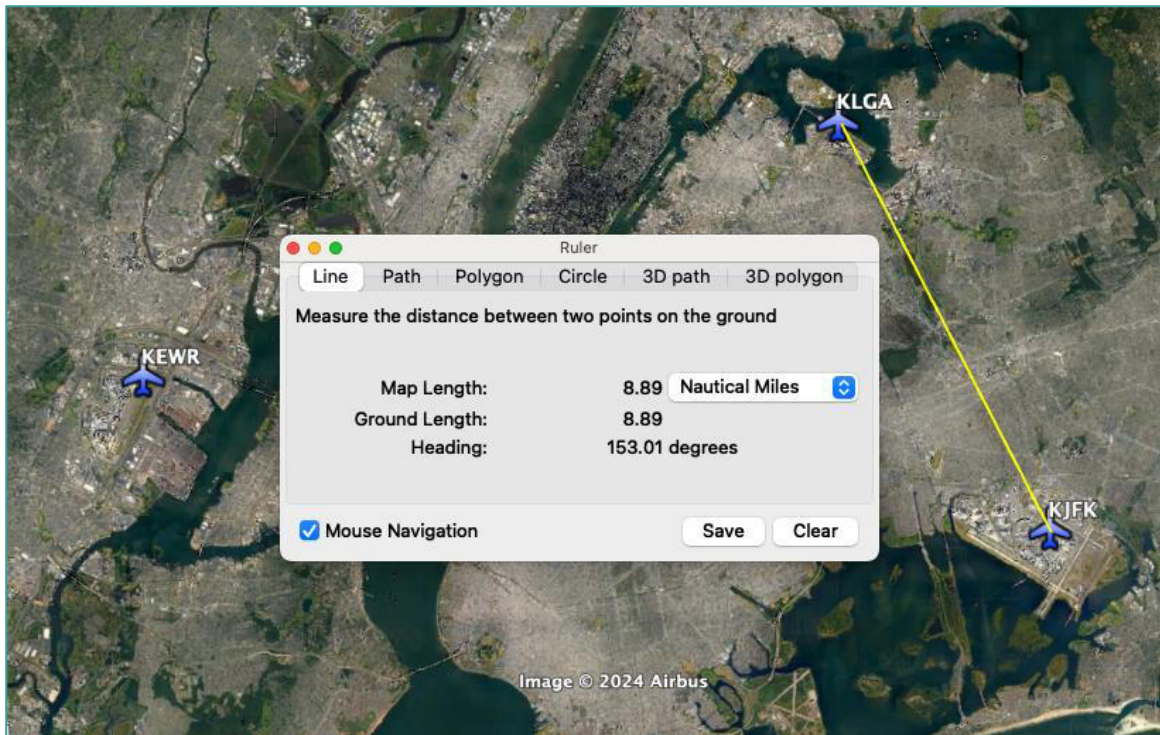 KLGA
Ruler
Line Path Polygon Circle 3D path 3D polygon
Measure the distance between two points on the ground
KEWR
Map Length: 8.89 Nautical Miles
Ground Length: 8.89
Heading: 153.01 degrees
KJFK
Mouse Navigation Save Clear
Image © 2024 Airbus